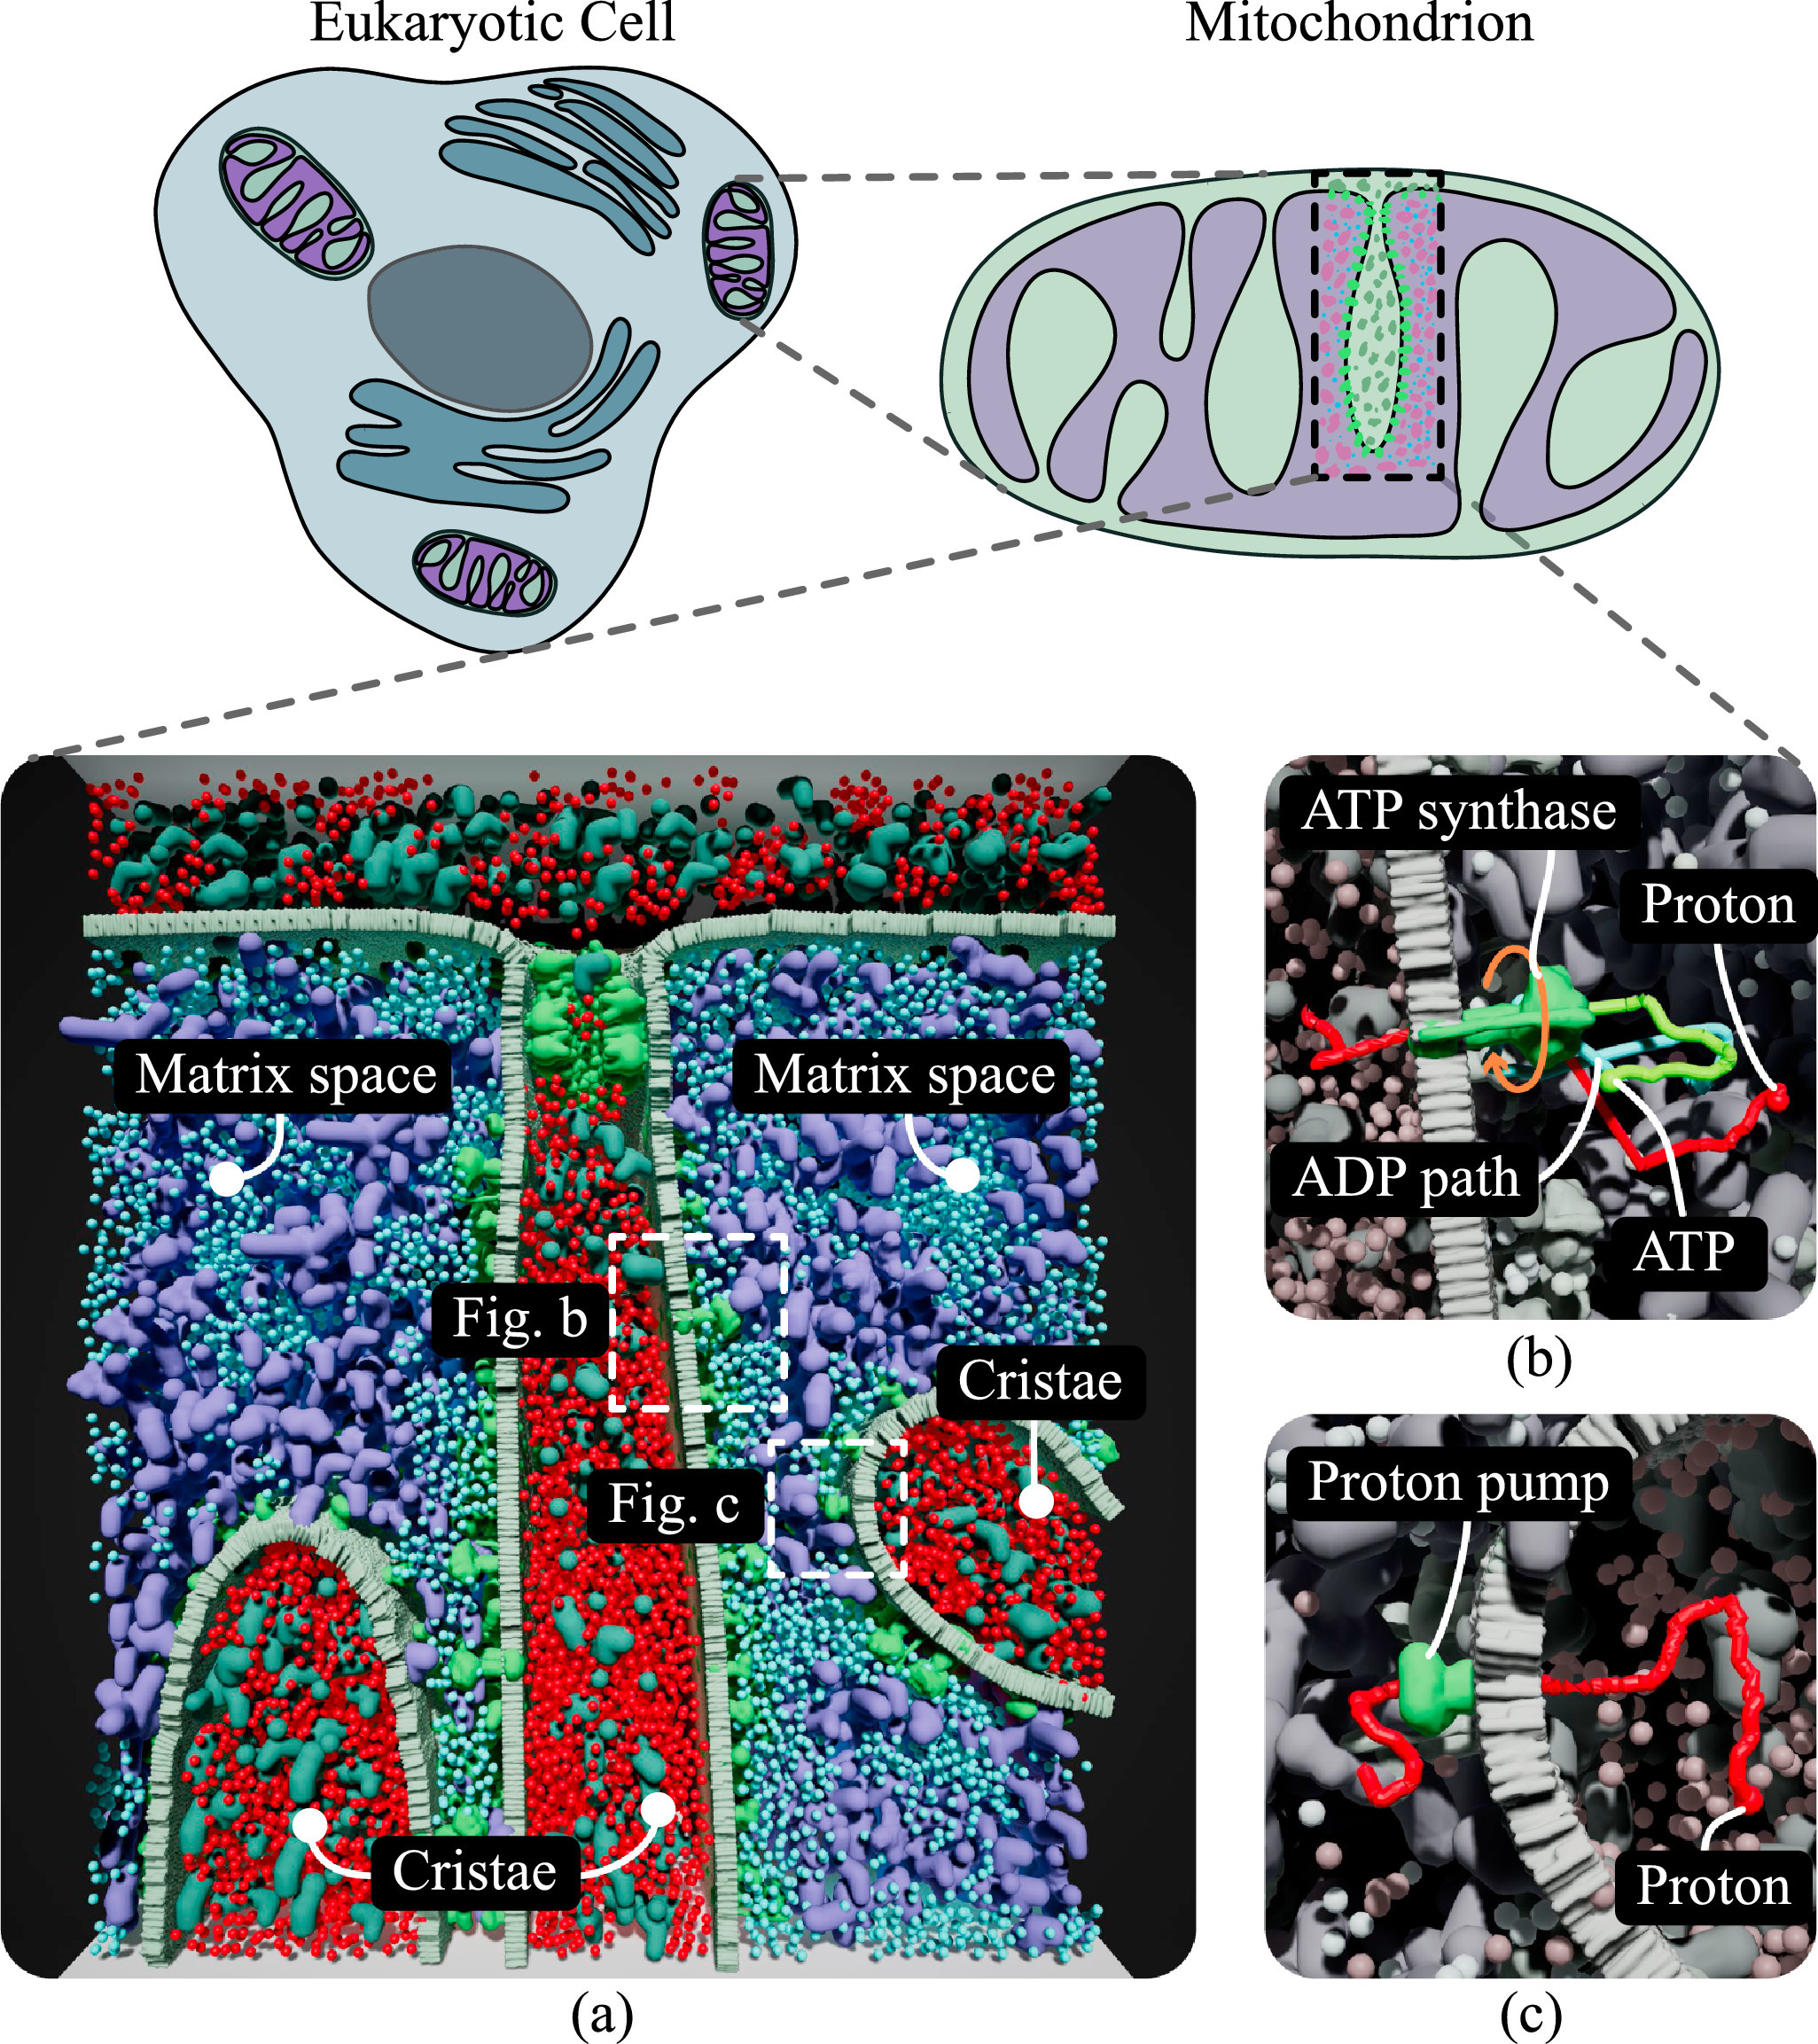 Eukaryotic Cell
Mitochondrion
Matrix space
Matrix space
Fig. b
Cristae
Fig. c
Cristae
(a)
ATP synthase
Proton
ADP path
ATP
(b)
Proton pump
Proton
(c)